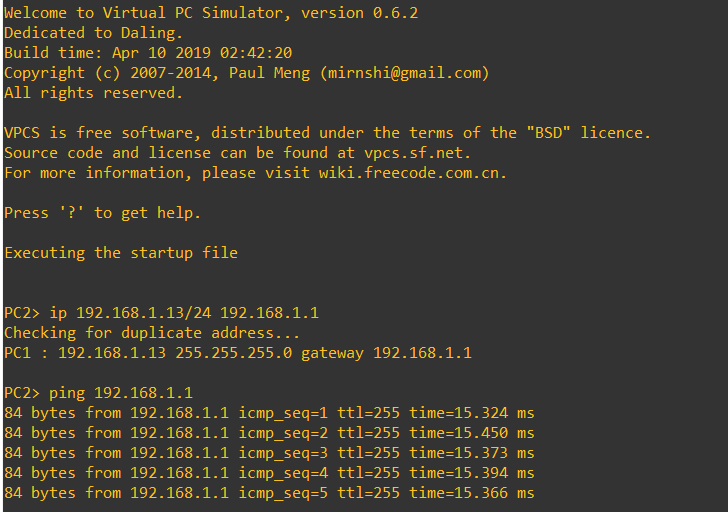 Welcome to Virtual PC Simulator, version 0.6.2
Dedicated to Daling.
Build time: Apr 10 2019 02:42:20
Copyright (c) 2007-2014, Paul Meng (mirnshi@gmail.com)
All rights reserved.
VPCS is free software, distributed under the terms of the "BSD" licence.
Source code and license can be found at vpcs.sf.net.
For more information, please visit wiki.freecode.com.cn.
Press '?' to get help.
Executing the startup file
PC2> ip 192.168.1.13/24 192.168.1.1
Checking for duplicate address...
PC1 : 192.168.1.13 255.255.255.0 gateway 192.168.1.1
PC2> ping 192.168.1.1
84 bytes from 192.168.1.1 icmp_seq=1 ttl=255 time=15.324 ms
84 bytes from 192.168.1.1 icmp_seq=2 ttl=255 time=15.450 ms
84 bytes from 192.168.1.1 icmp_seq=3 ttl=255 time=15.373 ms
84 bytes from 192.168.1.1 icmp_seq=4 ttl=255 time=15.394 ms
84 bytes from 192.168.1.1 icmp_seq=5 ttl=255 time=15.366 ms